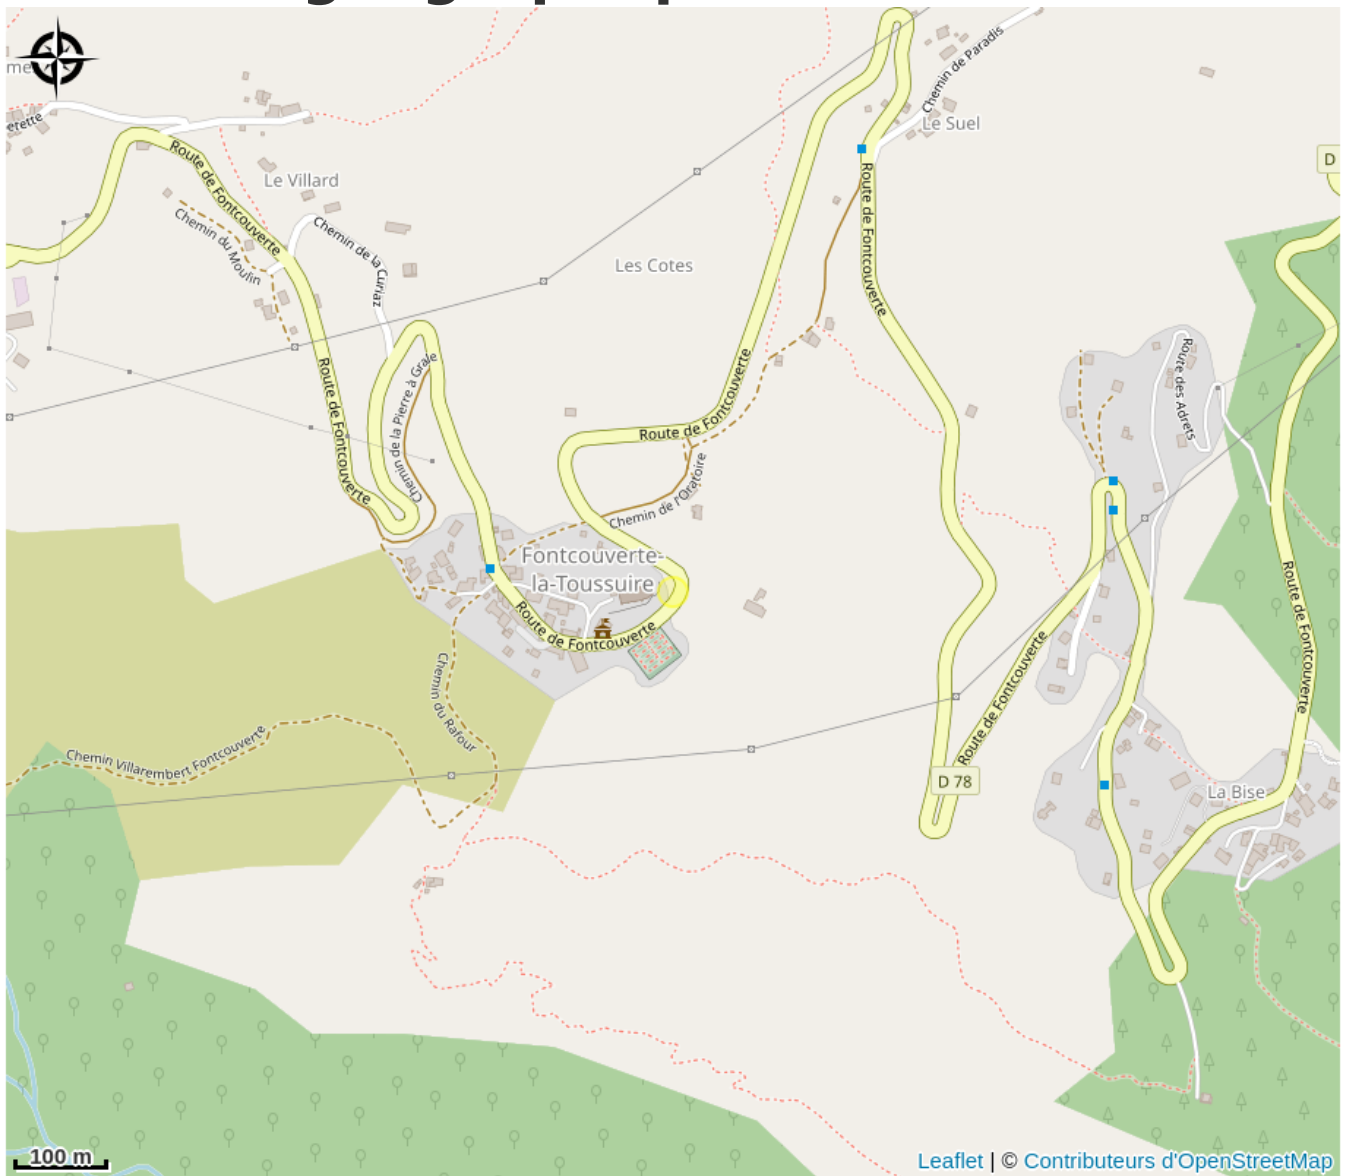 me
erette
Route de Fontcouverte
Le Villard
Chemin du Moulin
Chemin de la Curiaz
Chemin de Paradis
Le Suel
D
Route de Fontcouverte
Les Cotes
Route de Fontcouverte
Chemin de la Pierre à Graie
Route de Fontcouverte
Route des Adrets
Chemin de l'Oratoire
Fontcouverte-
la-Toussuire
Route de Fontcouverte
Route de Fontcouverte
Route de Fontcouverte
Chemin du Rafour
Chemin Villarembert Fontcouverte
D 78
La Bise
100 m
Leaflet | © Contributeurs d'OpenStreetMap